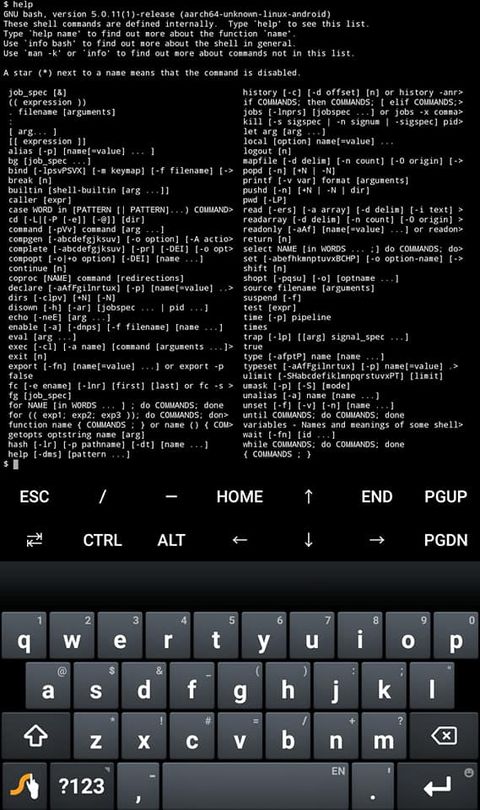 $ help
GNU bash, version 5.0.11(1)-release (aarch64-unknown-linux-android)
These shell commands are defined internally.  Type `help' to see this list.
Type `help name' to find out more about the function `name'.
Use `info bash' to find out more about the shell in general.
Use `man -k' or `info' to find out more about commands not in this list.
A star (*) next to a name means that the command is disabled.
job_spec [&]
(( expression ))
. filename [arguments]
:
[ arg... ]
[[ expression ]]
alias [-p] [name[=value] ... ]
bg [job_spec ...]
bind [-lpsvPSVX] [-m keymap] [-f filename] [->
break [n]
builtin [shell-builtin [arg ...]]
caller [expr]
case WORD in [PATTERN [| PATTERN]...) COMMAND>
cd [-L|[-P [-e]] [-@]] [dir]
command [-pVv] command [arg ...]
compgen [-abcdefgjksuv] [-o option] [-A actio>
complete [-abcdefgjksuv] [-pr] [-DEI] [-o opt>
compopt [-o|+o option] [-DEI] [name ...]
continue [n]
coproc [NAME] command [redirections]
declare [-aAfFgilnrtux] [-p] [name[=value] ..>
dirs [-clpv] [+N] [-N]
disown [-h] [-ar] [jobspec ... | pid ...]
echo [-neE] [arg ...]
enable [-a] [-dnps] [-f filename] [name ...]
eval [arg ...]
exec [-cl] [-a name] [command [arguments ...]>
exit [n]
export [-fn] [name[=value] ...] or export -p
false
fc [-e ename] [-lnr] [first] [last] or fc -s >
fg [job_spec]
for NAME [in WORDS ... ] ; do COMMANDS; done
for (( exp1; exp2; exp3 )); do COMMANDS; don>
function name { COMMANDS ; } or name () { COM>
getopts optstring name [arg]
hash [-lr] [-p pathname] [-dt] [name ...]
help [-dms] [pattern ...]
history [-c] [-d offset] [n] or history -anr>
if COMMANDS; then COMMANDS; [ elif COMMANDS;>
jobs [-lnprs] [jobspec ...] or jobs -x comma>
kill [-s sigspec | -n signum | -sigspec] pid>
let arg [arg ...]
local [option] name[=value] ...
logout [n]
mapfile [-d delim] [-n count] [-O origin] [->
popd [-n] [+N | -N]
printf [-v var] format [arguments]
pushd [-n] [+N | -N | dir]
pwd [-LP]
read [-ers] [-a array] [-d delim] [-i text] >
readarray [-d delim] [-n count] [-O origin] >
readonly [-aAf] [name[=value] ...] or readon>
return [n]
select NAME [in WORDS ... ;] do COMMANDS; do>
set [-abefhkmnptuvxBCHP] [-o option-name] [->
shift [n]
shopt [-pqsu] [-o] [optname ...]
source filename [arguments]
suspend [-f]
test [expr]
time [-p] pipeline
times
trap [-lp] [[arg] signal_spec ...]
true
type [-afptP] name [name ...]
typeset [-aAfFgilnrtux] [-p] name[=value] .>
ulimit [-SHabcdefiklmnpqrstuvxPT] [limit]
umask [-p] [-S] [mode]
unalias [-a] name [name ...]
unset [-f] [-v] [-n] [name ...]
until COMMANDS; do COMMANDS; done
variables - Names and meanings of some shell>
wait [-fn] [id ...]
while COMMANDS; do COMMANDS; done
{ COMMANDS ; }
$
ESC / — HOME ↑ END PGUP
⇆ CTRL ALT ← ↓ → PGDN
1 2 3 4 5 6 7 8 9 0
q w e r t y u i o p
@ $ & _ ( ) : ; "
a s d f g h j k l
* ! # = / + ?
z x c v b n m
?123 , - EN . '